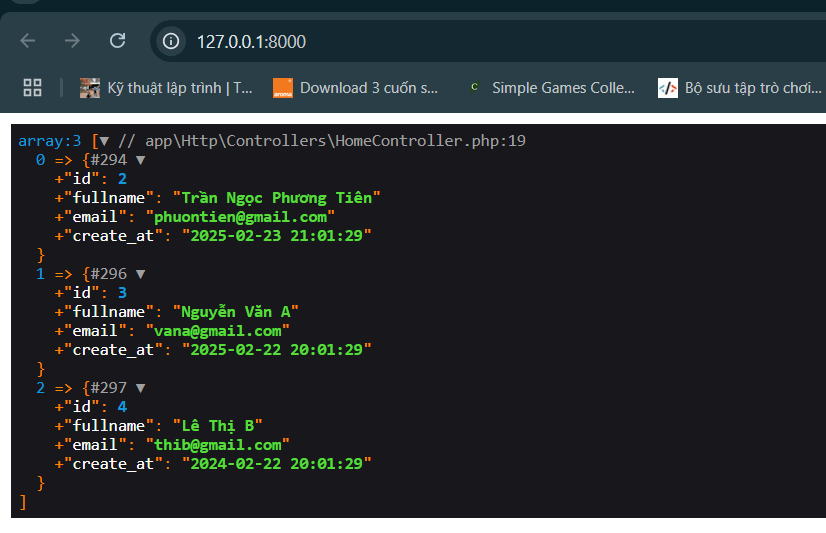 127.0.0.1:8000
Kỹ thuật lập trình | T... Download 3 cuốn s... C Simple Games Colle... Bộ sưu tập trò chơi...
array:3 [▼ // app\Http\Controllers\HomeController.php:19
0 => {#294 ▼
+"id": 2
+"fullname": "Trần Ngọc Phương Tiên"
+"email": "phuontien@gmail.com"
+"create_at": "2025-02-23 21:01:29"
}
1 => {#296 ▼
+"id": 3
+"fullname": "Nguyễn Văn A"
+"email": "vana@gmail.com"
+"create_at": "2025-02-22 20:01:29"
}
2 => {#297 ▼
+"id": 4
+"fullname": "Lê Thị B"
+"email": "thib@gmail.com"
+"create_at": "2024-02-22 20:01:29"
}
]